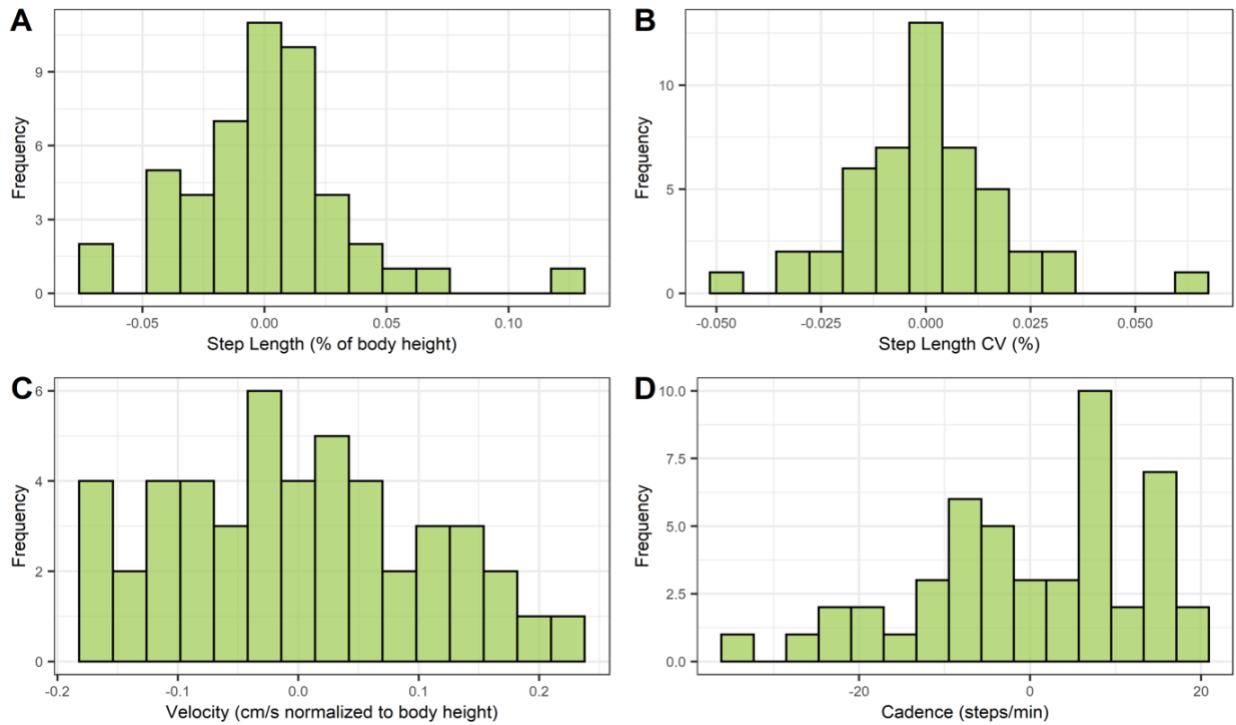 A
Frequency
9
6
3
0
-0.05
0.00
0.05
0.10
Step Length (% of body height)
B
Frequency
10
5
0
-0.050
-0.025
0.000
0.025
0.050
Step Length CV (%)
C
Frequency
6
4
2
0
-0.2
-0.1
0.0
0.1
0.2
Velocity (cm/s normalized to body height)
D
Frequency
10.0
7.5
5.0
2.5
0.0
-20
0
20
Cadence (steps/min)